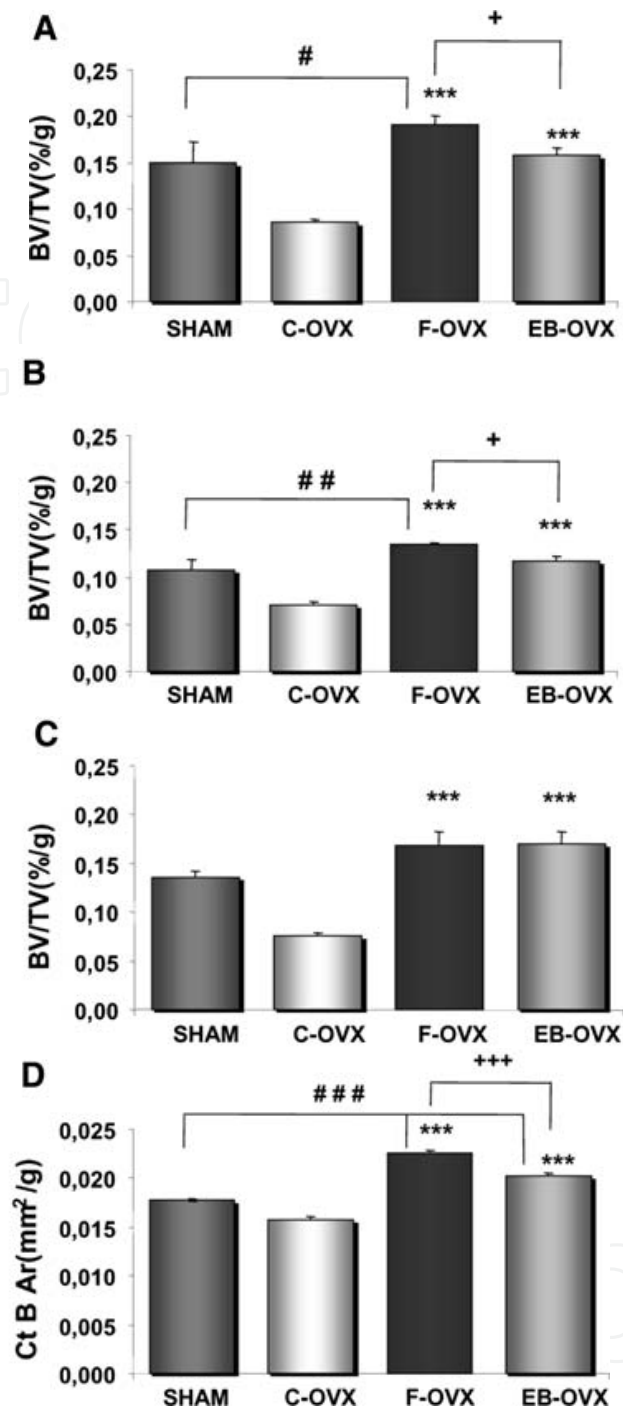 A
+
#
0,25
***
0,20
***
0,15
0,10
0,05
0,00
BV/TV(%/g)
SHAM C-OVX F-OVX EB-OVX
B
+
0,25
# #
0,20
***
***
0,15
0,10
0,05
0,00
BV/TV(%/g)
SHAM C-OVX F-OVX EB-OVX
C
0,25
*** ***
0,20
0,15
0,10
0,05
0,00
BV/TV(%/g)
SHAM C-OVX F-OVX EB-OVX
D
+++
# # #
0,025
***
***
0,020
0,015
0,010
0,005
0,000
Ct B Ar(mm²/g)
SHAM C-OVX F-OVX EB-OVX